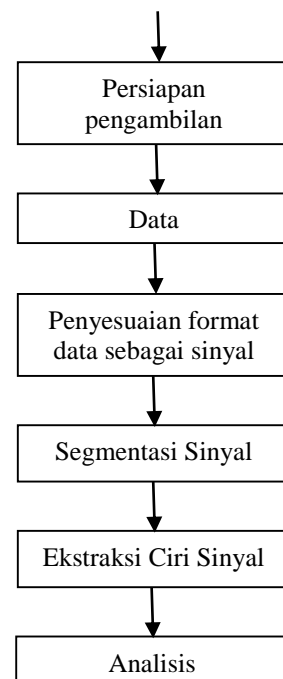 Persiapan
pengambilan
Data
Penyesuaian format
data sebagai sinyal
Segmentasi Sinyal
Ekstraksi Ciri Sinyal
Analisis